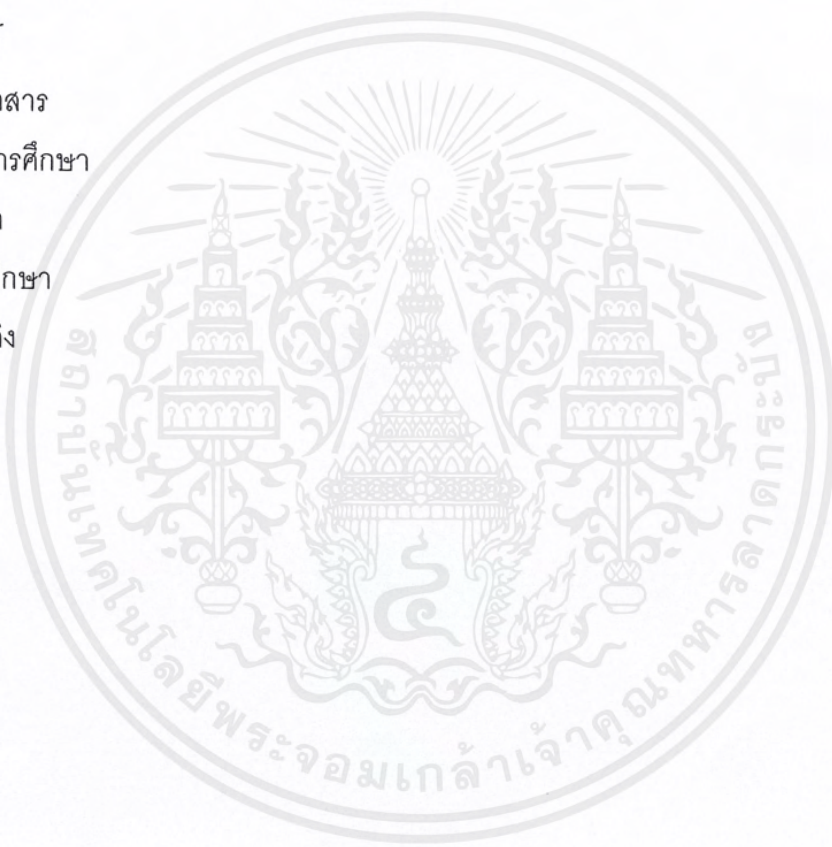 สาร
ารศึกษา
กษา
สถาบันเทคโนโลยีพระจอมเกล้าเจ้าคุณทหารลาดกระบัง